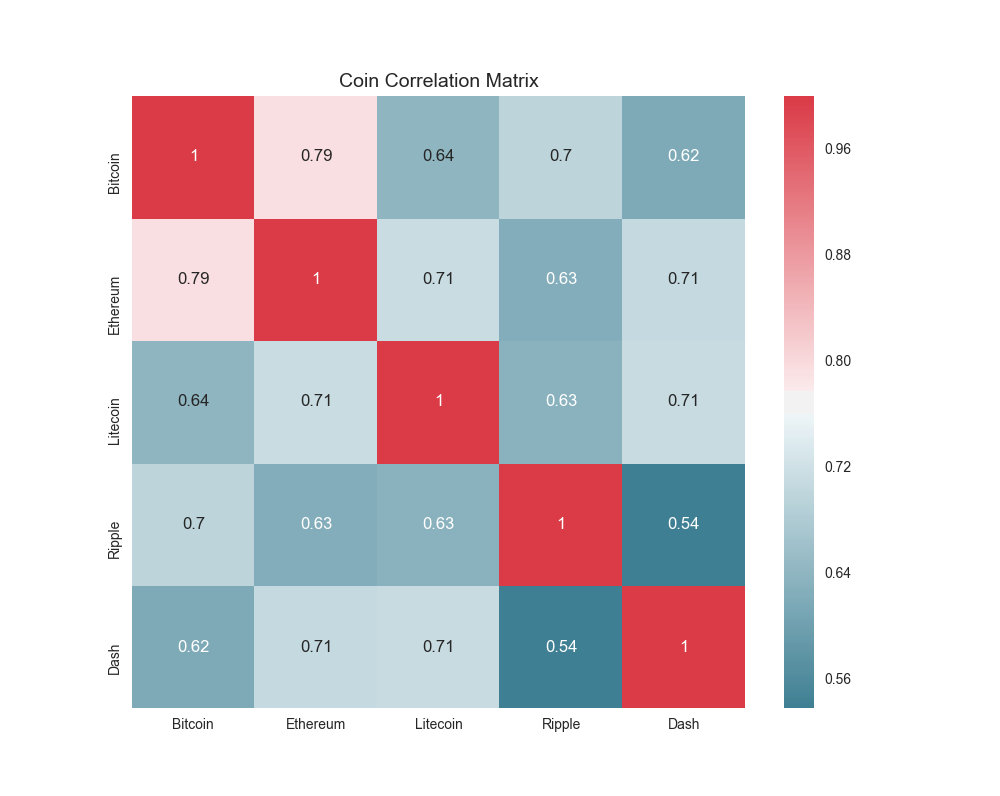 Coin Correlation Matrix
Bitcoin 1 0.79 0.64 0.7 0.62
Ethereum 0.79 1 0.71 0.63 0.71
Litecoin 0.64 0.71 1 0.63 0.71
Ripple 0.7 0.63 0.63 1 0.54
Dash 0.62 0.71 0.71 0.54 1
Bitcoin Ethereum Litecoin Ripple Dash
0.96
0.88
0.80
0.72
0.64
0.56